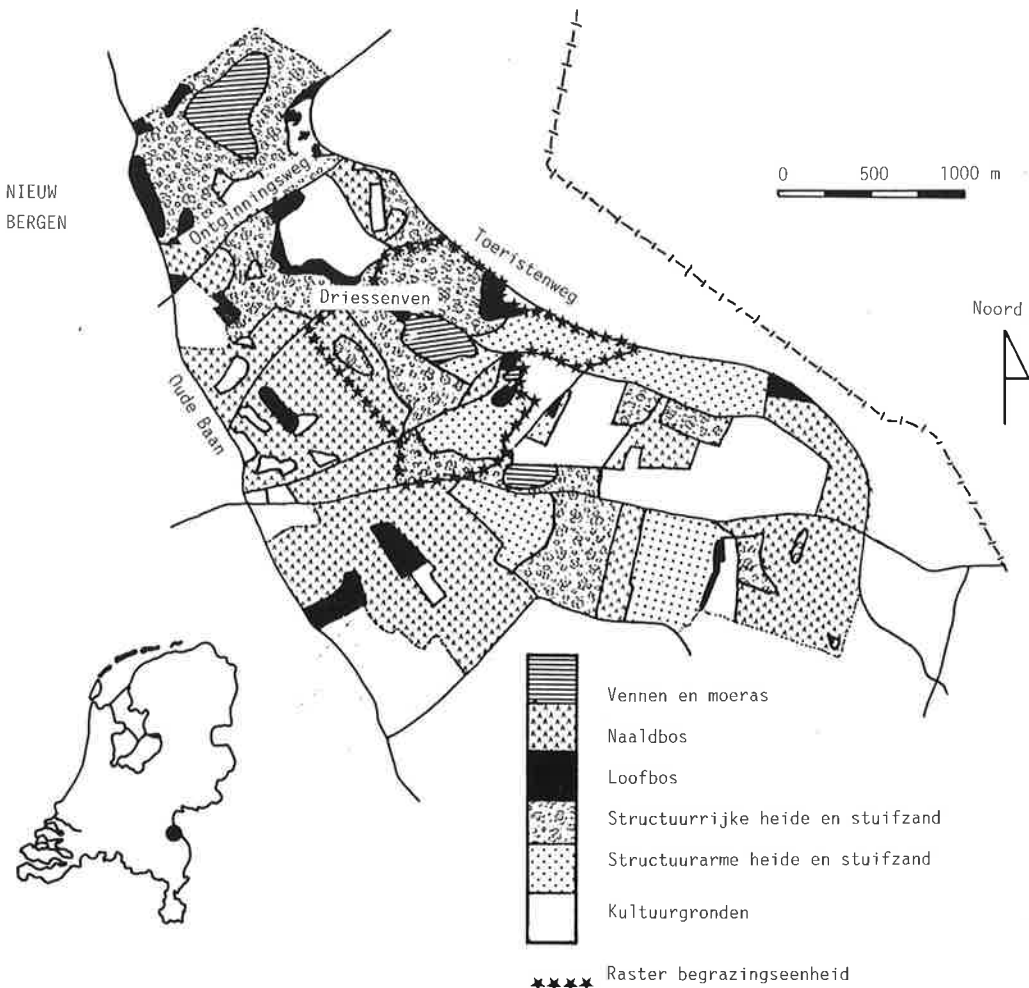 NIEUW
BERGEN
Ontginningsweg
Toeristenweg
Driessenven
Oude Baan
0 500 1000 m
Noord
Vennen en moeras
Naaldbos
Loofbos
Structuurrijke heide en stuifzand
Structuurarme heide en stuifzand
Kultuurgronden
Raster begrazingseenheid